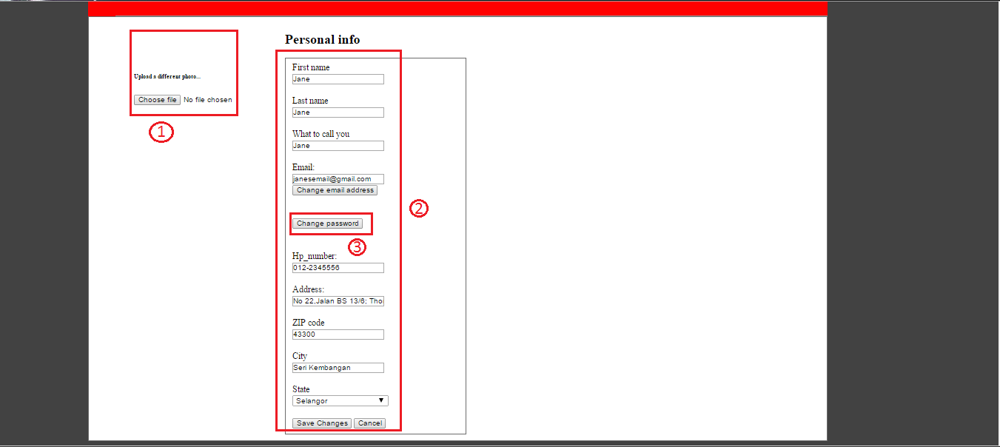 Upload a different photo...
Choose file No file chosen
1
Personal info
First name
Jane
Last name
Jane
What to call you
Jane
Email:
janesemail@gmail.com
Change email address
2
Change password
3
Hp_number:
012-2345556
Address:
No 22,Jalan BS 13/6; Tho
ZIP code
43300
City
Seri Kembangan
State
Selangor
Save Changes Cancel